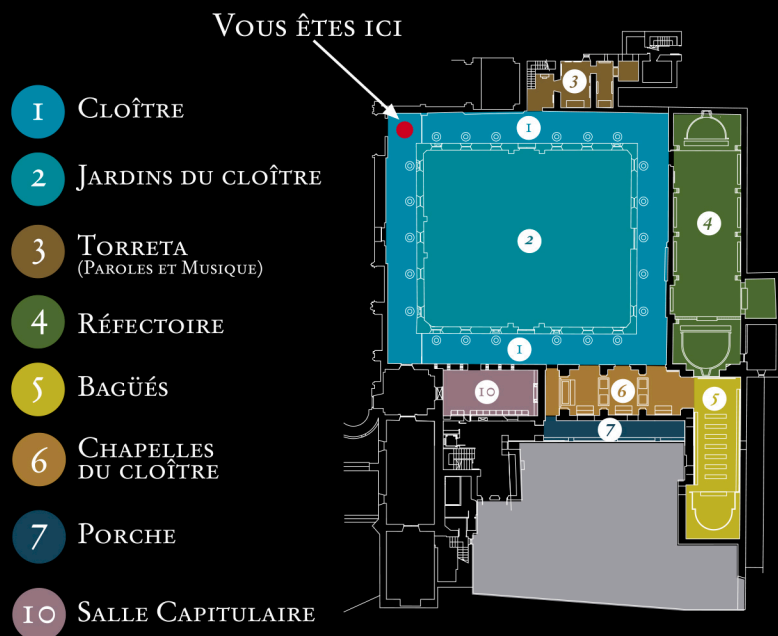 Vous êtes ici
1 Cloître
2 Jardins du cloître
3 Torreta
(Paroles et Musique)
4 Réfectoire
5 Bagüés
6 Chapelles
du cloître
7 Porche
10 Salle Capitulaire
3
1
4
2
1
10
6
5
7